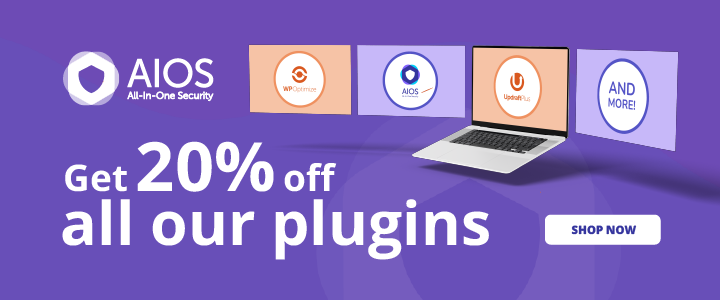 AIOS
All-In-One Security
WP Optimize
AIOS
UpdraftPlus
AND
MORE!
Get 20% off
all our plugins
SHOP NOW